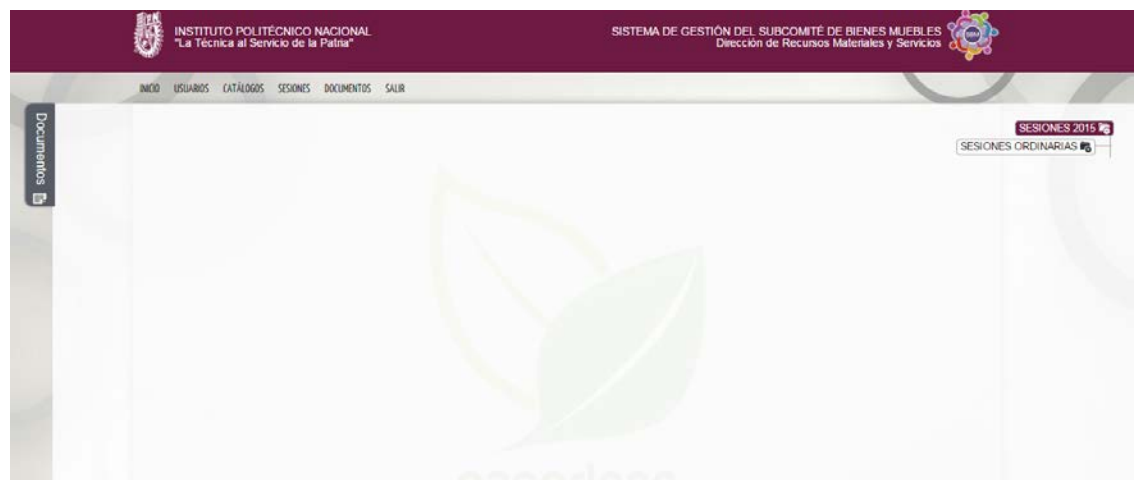 INSTITUTO POLITÉCNICO NACIONAL
"La Técnica al Servicio de la Patria"
SISTEMA DE GESTIÓN DEL SUBCOMITÉ DE BIENES MUEBLES
Dirección de Recursos Materiales y Servicios
SBM
INICIO USUARIOS CATÁLOGOS SESIONES DOCUMENTOS SALIR
Documentos
SESIONES 2015
SESIONES ORDINARIAS